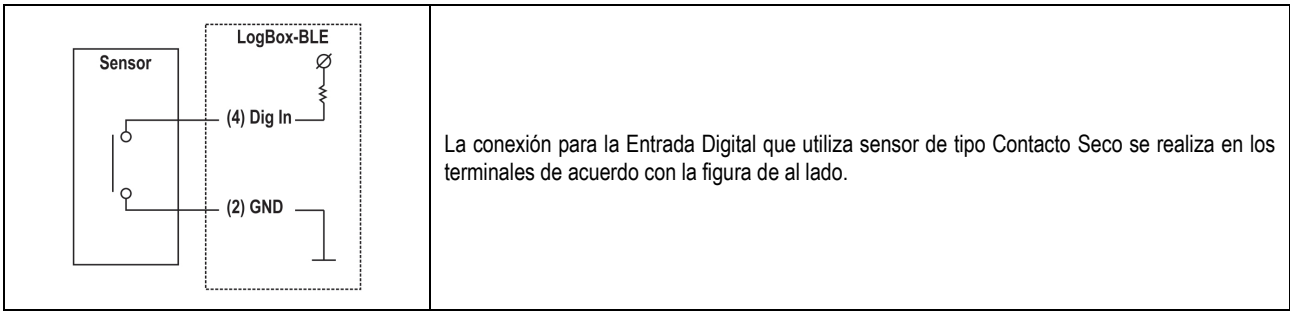 LogBox-BLE
Sensor
(4) Dig In
(2) GND
La conexión para la Entrada Digital que utiliza sensor de tipo Contacto Seco se realiza en los
terminales de acuerdo con la figura de al lado.